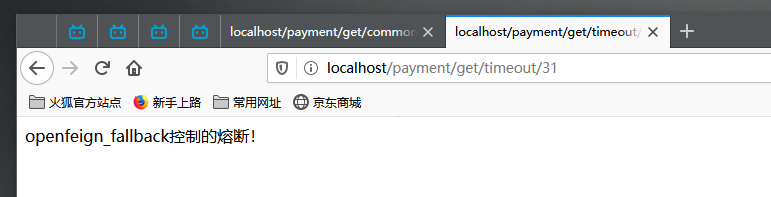 localhost/payment/get/common
localhost/payment/get/timeout/
localhost/payment/get/timeout/31
火狐官方站点 新手上路 常用网址 京东商城
openfeign_fallback控制的熔断！